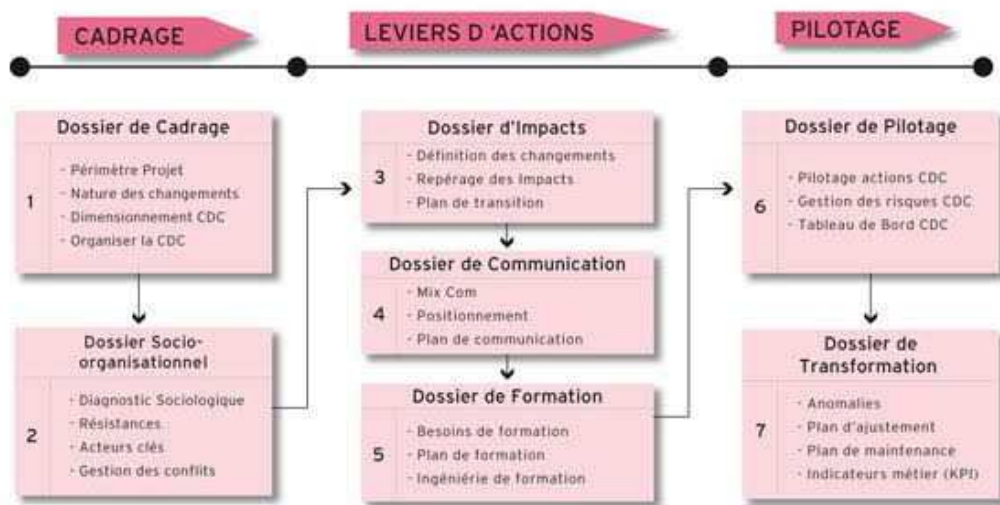 CADRAGE
LEVIERS D 'ACTIONS
PILOTAGE
Dossier de Cadrage
1
- Périmètre Projet
- Nature des changements
- Dimensionnement CDC
- Organiser la CDC
Dossier Socio-
organisationnel
2
- Diagnostic Sociologique
- Résistances
- Acteurs clés
- Gestion des conflits
Dossier d'Impacts
3
- Définition des changements
- Repérage des Impacts
- Plan de transition
Dossier de Communication
4
- Mix Com
- Positionnement
- Plan de communication
Dossier de Formation
5
- Besoins de formation
- Plan de formation
- Ingéniérie de formation
Dossier de Pilotage
6
- Pilotage actions CDC
- Gestion des risques CDC
- Tableau de Bord CDC
Dossier de
Transformation
7
- Anomalies
- Plan d'ajustement
- Plan de maintenance
- Indicateurs métier (KPI)